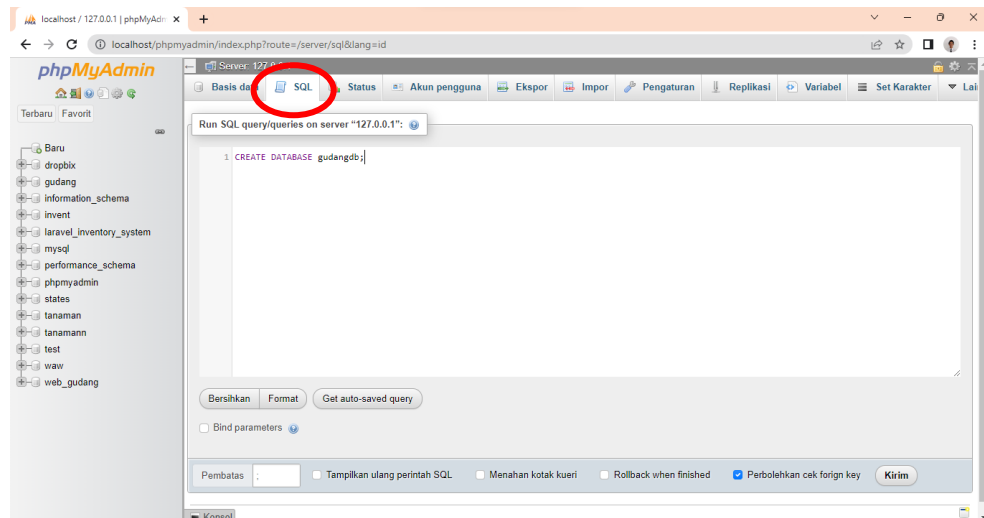 localhost / 127.0.0.1 | phpMyAdn
localhost/phpmyadmin/index.php?route=/server/sql&lang=id
phpMyAdmin
Terbaru Favorit
Baru
dropbix
gudang
information_schema
invent
laravel_inventory_system
mysql
performance_schema
phpmyadmin
states
tanaman
tanamann
test
waw
web_gudang
Server: 127.0.0.1
Basis data SQL Status Akun pengguna Ekspor Impor Pengaturan Replikasi Variabel Set Karakter Lai
Run SQL query/queries on server “127.0.0.1”:
1 CREATE DATABASE gudangdb;
Bersihkan Format Get auto-saved query
Bind parameters
Pembatas ; Tampilkan ulang perintah SQL Menahan kotak kueri Rollback when finished Perbolehkan cek forign key Kirim
Konsol